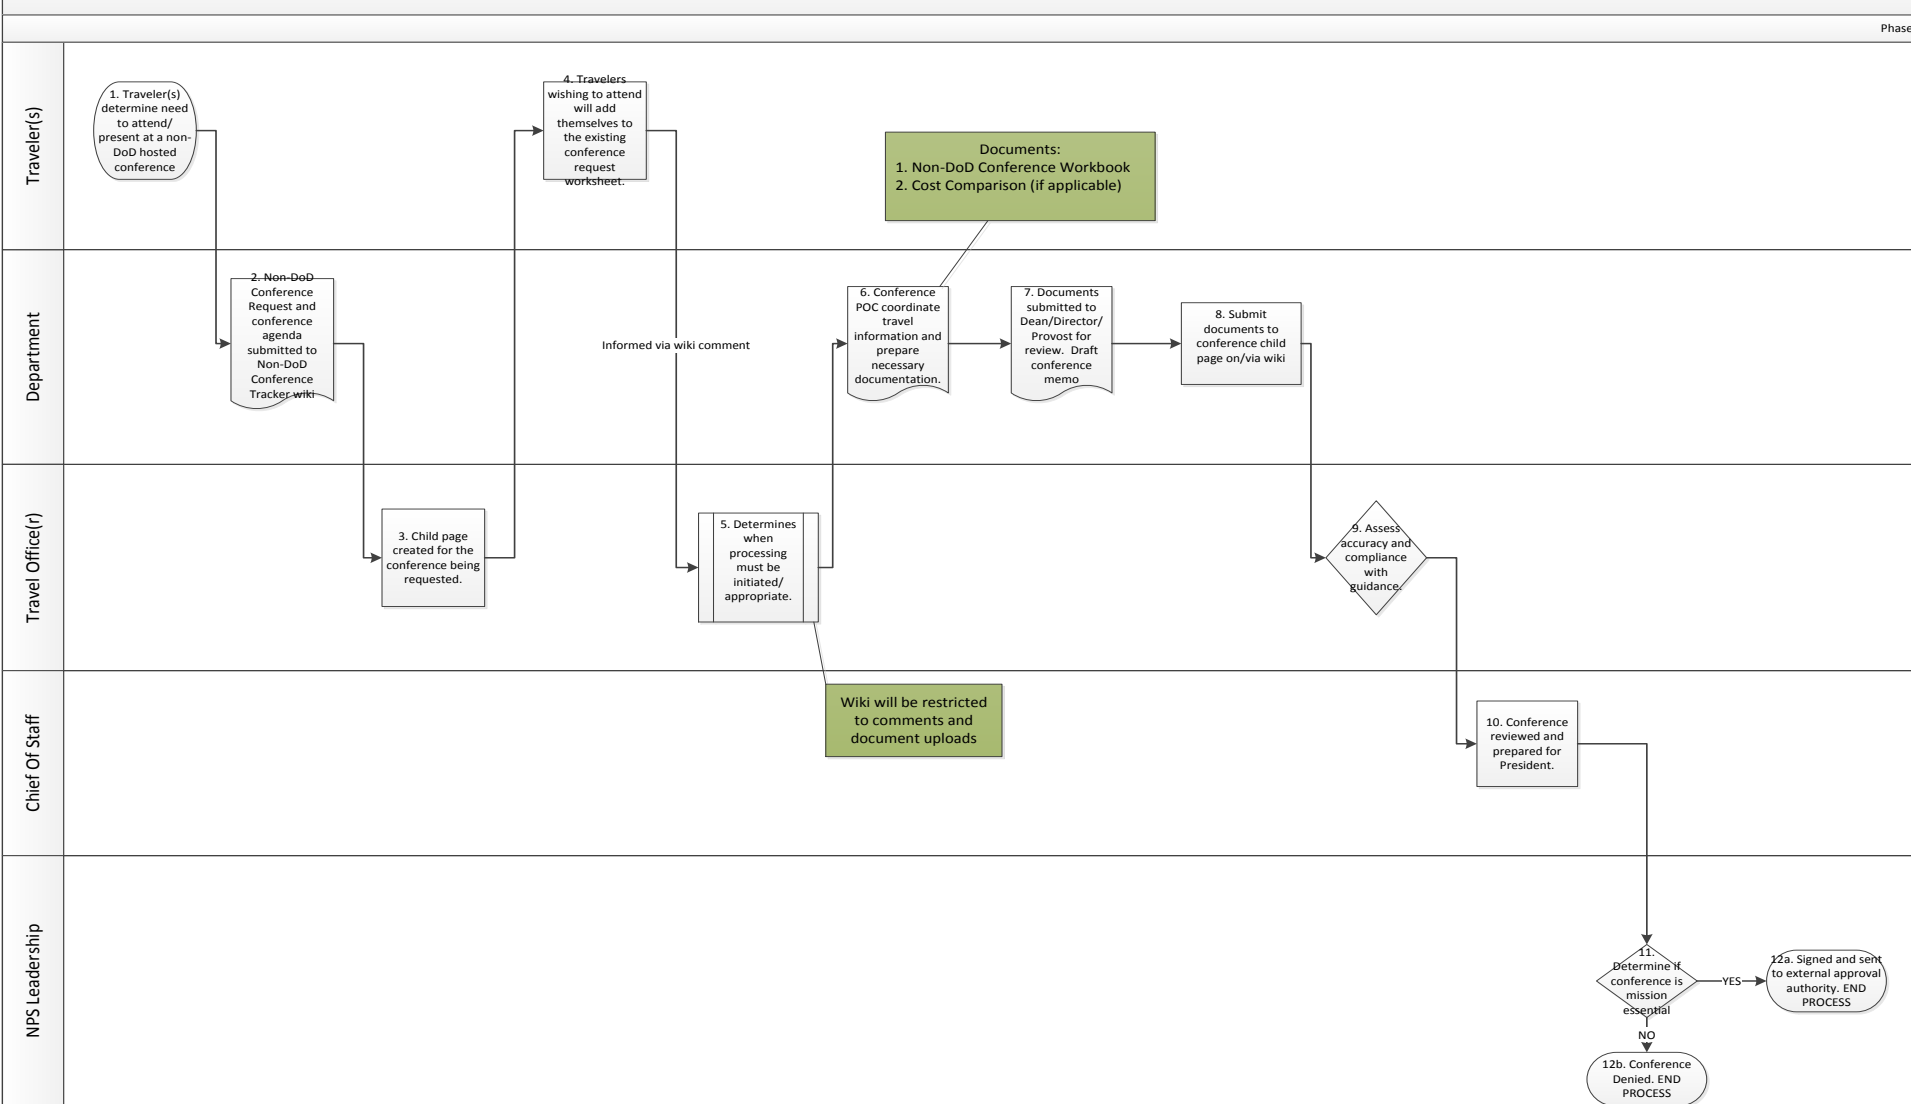 Phase
Traveler(s)
1. Traveler(s)
determine need
to attend/
present at a non-
DoD hosted
conference
4. Travelers
wishing to attend
will add
themselves to
the existing
conference
request
worksheet.
Documents:
1. Non-DoD Conference Workbook
2. Cost Comparison (if applicable)
Department
2. Non-DoD
Conference
Request and
conference
agenda
submitted to
Non-DoD
Conference
Tracker wiki
Informed via wiki comment
6. Conference
POC coordinate
travel
information and
prepare
necessary
documentation.
7. Documents
submitted to
Dean/Director/
Provost for
review. Draft
conference
memo
8. Submit
documents to
conference child
page on/via wiki
Travel Office(r)
3. Child page
created for the
conference being
requested.
5. Determines
when
processing
must be
initiated/
appropriate.
9. Assess
accuracy and
compliance
with
guidance.
Chief Of Staff
Wiki will be restricted
to comments and
document uploads
10. Conference
reviewed and
prepared for
President.
NPS Leadership
11.
Determine if
conference is
mission
essential
YES
12a. Signed and sent
to external approval
authority. END
PROCESS
NO
12b. Conference
Denied. END
PROCESS